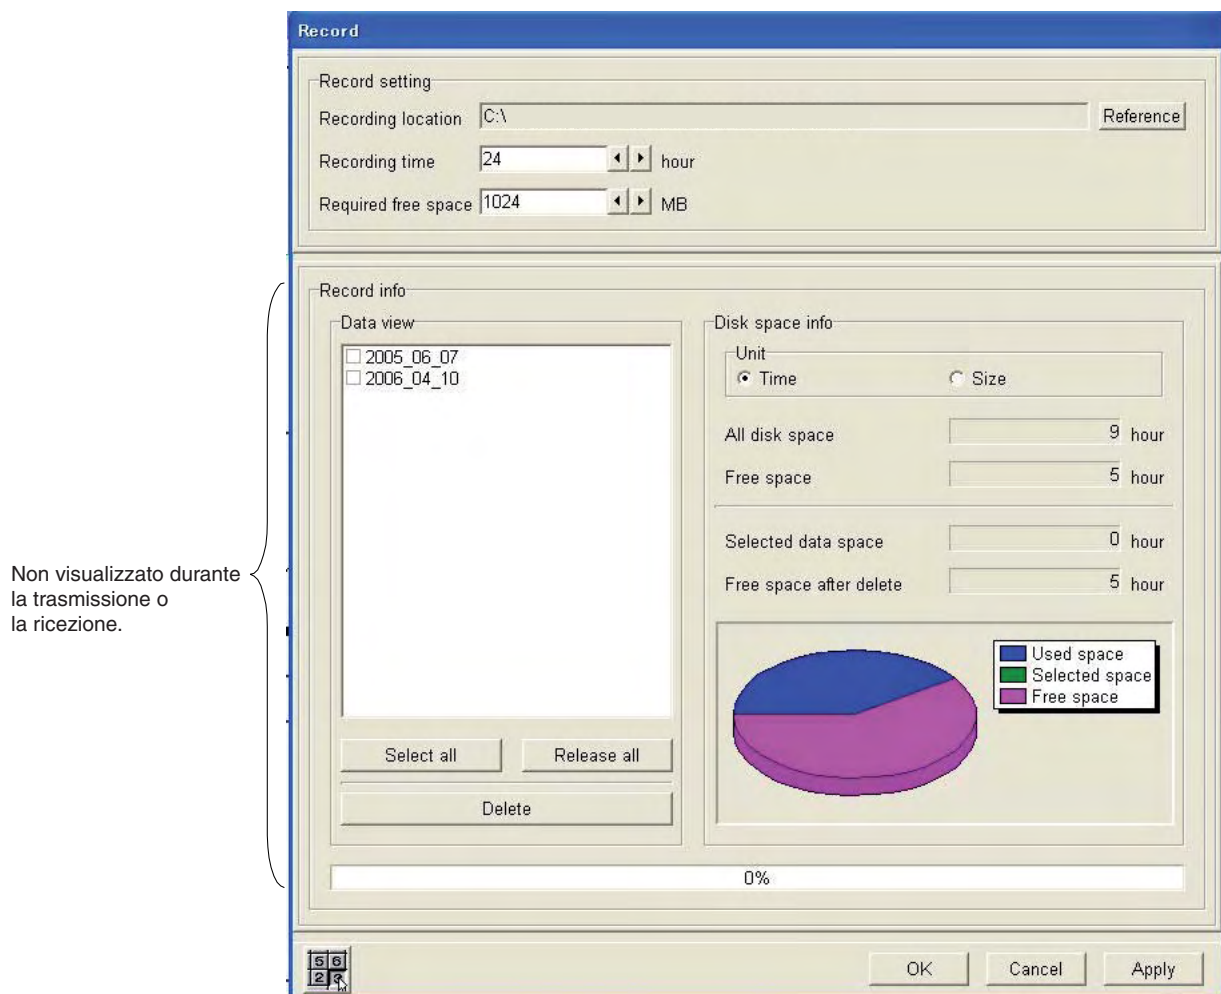 Record
Record setting
Recording location C:\ Reference
Recording time 24 hour
Required free space 1024 MB
Record info
Data view
2005_06_07
2006_04_10
Select all Release all
Delete
Disk space info
Unit
Time Size
All disk space 9 hour
Free space 5 hour
Selected data space 0 hour
Free space after delete 5 hour
Used space
Selected space
Free space
0%
Non visualizzato durante
la trasmissione o
la ricezione.
5 6
2
OK Cancel Apply